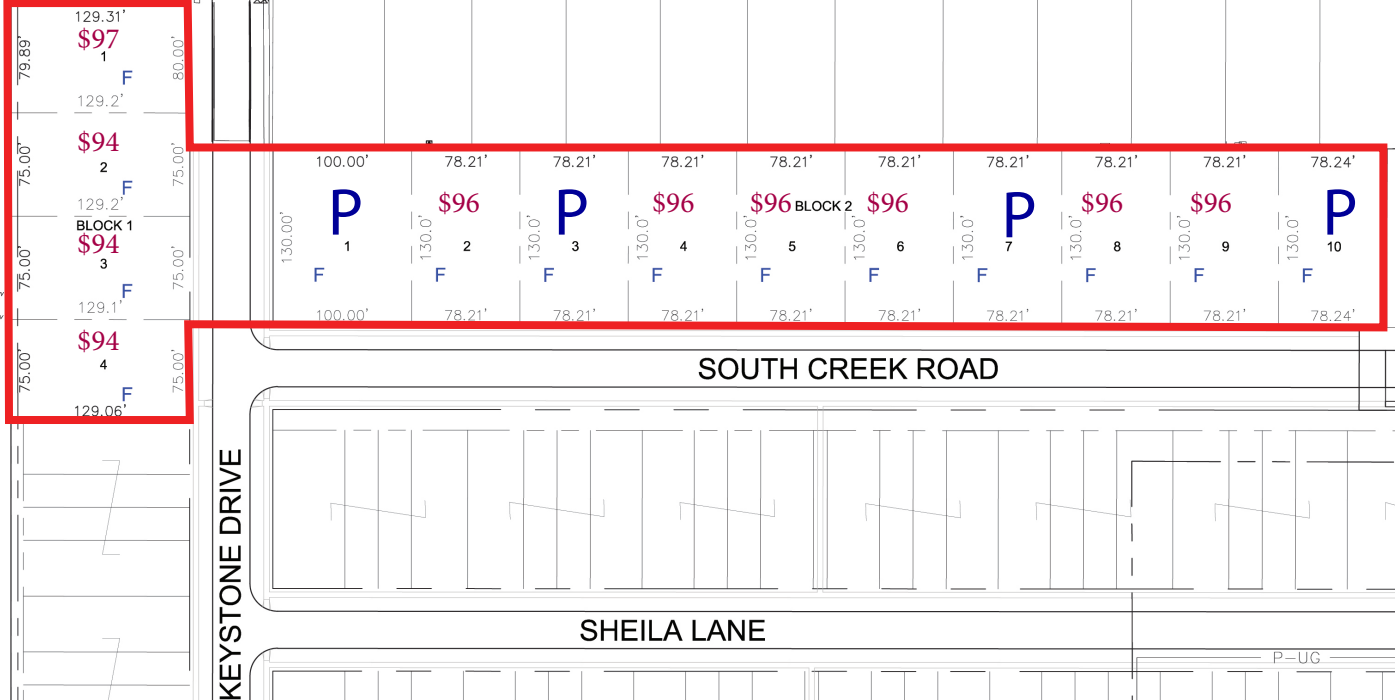 129.31'
$97
1
79.89'
80.00'
F
129.2'
$94
2
75.00'
75.00'
F
129.2'
BLOCK 1
$94
3
75.00'
75.00'
F
129.1'
$94
4
75.00'
75.00'
F
129.06'
100.00' 78.21' 78.21' 78.21' 78.21' 78.21' 78.21' 78.21' 78.21' 78.24'
P $96 P $96 $96 BLOCK 2 $96 P $96 $96 P
130.00' 130.0' 130.0' 130.0' 130.0' 130.0' 130.0' 130.0' 130.0' 130.0'
1 2 3 4 5 6 7 8 9 10
F F F F F F F F F F
100.00' 78.21' 78.21' 78.21' 78.21' 78.21' 78.21' 78.21' 78.21' 78.24'
SOUTH CREEK ROAD
KEYSTONE DRIVE
SHEILA LANE
P-UG